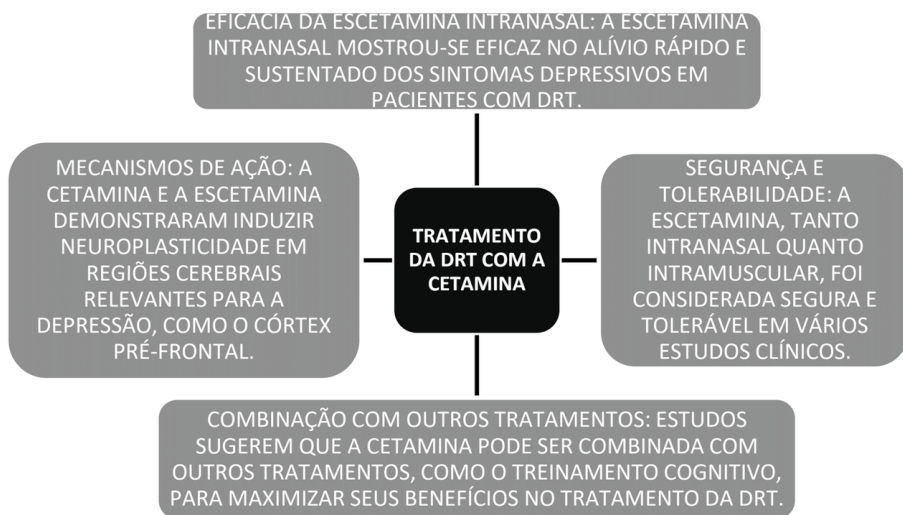 EFICÁCIA DA ESCETAMINA INTRANASAL: A ESCETAMINA
INTRANASAL MOSTROU-SE EFICAZ NO ALÍVIO RÁPIDO E
SUSTENTADO DOS SINTOMAS DEPRESSIVOS EM
PACIENTES COM DRT.
MECANISMOS DE AÇÃO: A
CETAMINA E A ESCETAMINA
DEMONSTRARAM INDUZIR
NEUROPLASTICIDADE EM
REGIÕES CEREBRAIS
RELEVANTES PARA A
DEPRESSÃO, COMO O CÓRTEX
PRÉ-FRONTAL.
TRATAMENTO
DA DRT COM A
CETAMINA
SEGURANÇA E
TOLERABILIDADE: A
ESCETAMINA, TANTO
INTRANASAL QUANTO
INTRAMUSCULAR, FOI
CONSIDERADA SEGURA E
TOLERÁVEL EM VÁRIOS
ESTUDOS CLÍNICOS.
COMBINAÇÃO COM OUTROS TRATAMENTOS: ESTUDOS
SUGEREM QUE A CETAMINA PODE SER COMBINADA COM
OUTROS TRATAMENTOS, COMO O TREINAMENTO COGNITIVO,
PARA MAXIMIZAR SEUS BENEFÍCIOS NO TRATAMENTO DA DRT.